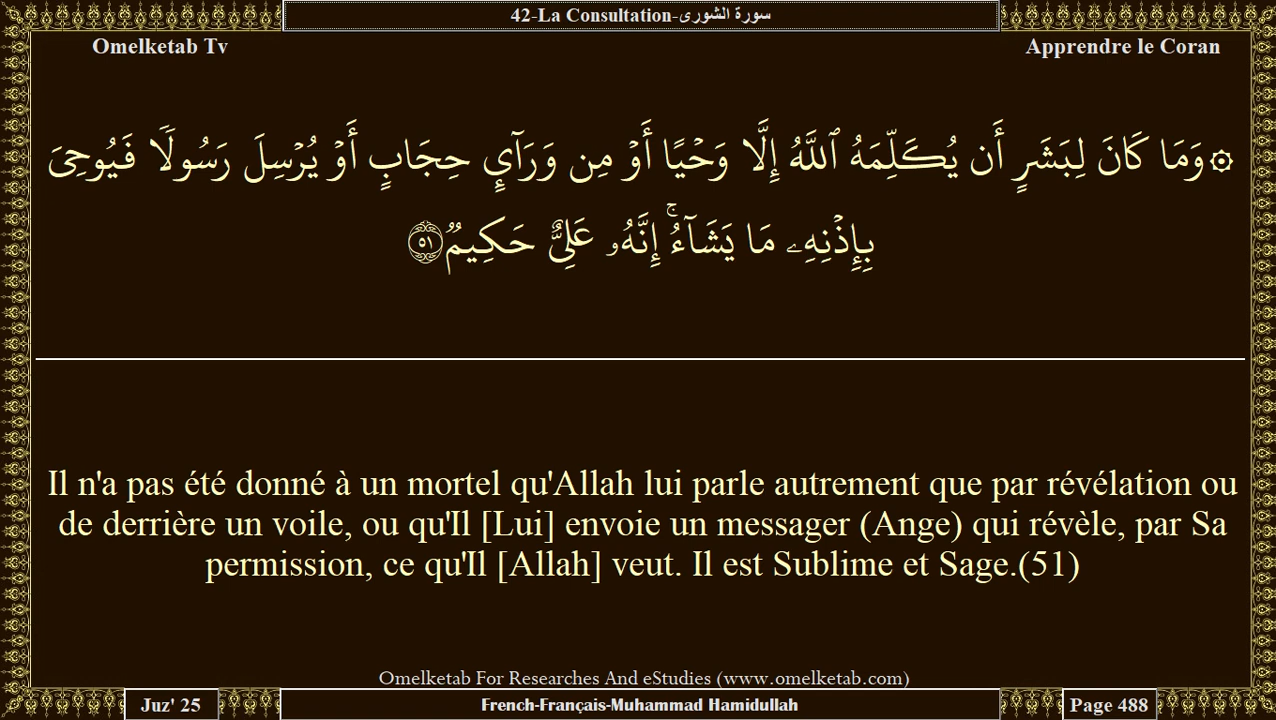 42-La Consultation-سورة الشورى
Omelketab Tv
Apprendre le Coran
۞ وَمَا كَانَ لِبَشَرٍ أَن يُكَلِّمَهُ ٱللَّهُ إِلَّا وَحْيًا أَوْ مِن وَرَآئِ حِجَابٍ أَوْ يُرْسِلَ رَسُولًا فَيُوحِىَ
بِإِذْنِهِۦ مَا يَشَآءُ ۚ إِنَّهُۥ عَلِىٌّ حَكِيمٌ ٥١
Il n'a pas été donné à un mortel qu'Allah lui parle autrement que par révélation ou
de derrière un voile, ou qu'Il [Lui] envoie un messager (Ange) qui révèle, par Sa
permission, ce qu'Il [Allah] veut. Il est Sublime et Sage.(51)
Omelketab For Researches And eStudies (www.omelketab.com)
Juz' 25
French-Français-Muhammad Hamidullah
Page 488